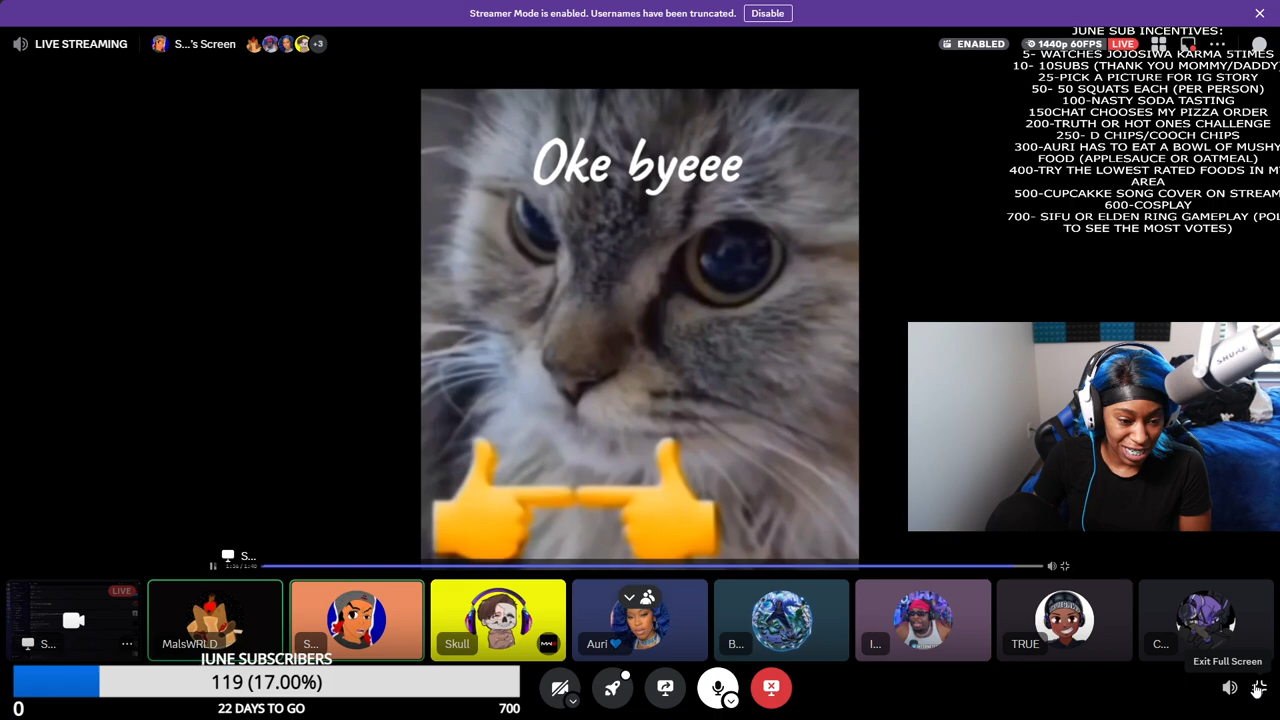 Streamer Mode is enabled. Usernames have been truncated. Disable
LIVE STREAMING
S...'s Screen
+3
ENABLED
1440p 60FPS LIVE
JUNE SUB INCENTIVES:
5- WATCHES JOJOSIWA KARMA 5TIMES
10- 10SUBS (THANK YOU MOMMY/DADDY)
25-PICK A PICTURE FOR IG STORY
50- 50 SQUATS EACH (PER PERSON)
100-NASTY SODA TASTING
150CHAT CHOOSES MY PIZZA ORDER
200-TRUTH OR HOT ONES CHALLENGE
250- D CHIPS/COOCH CHIPS
300-AURI HAS TO EAT A BOWL OF MUSHY
FOOD (APPLESAUCE OR OATMEAL)
400-TRY THE LOWEST RATED FOODS IN M
AREA
500-CUPCAKKE SONG COVER ON STREAM
600-COSPLAY
700- SIFU OR ELDEN RING GAMEPLAY (POL
TO SEE THE MOST VOTES)
Oke byeee
SHURE
S...
LIVE
S...
MalsWRLD
S...
Skull
Auri
B...
I...
TRUE
C...
Exit Full Screen
JUNE SUBSCRIBERS
119 (17.00%)
0
22 DAYS TO GO
700